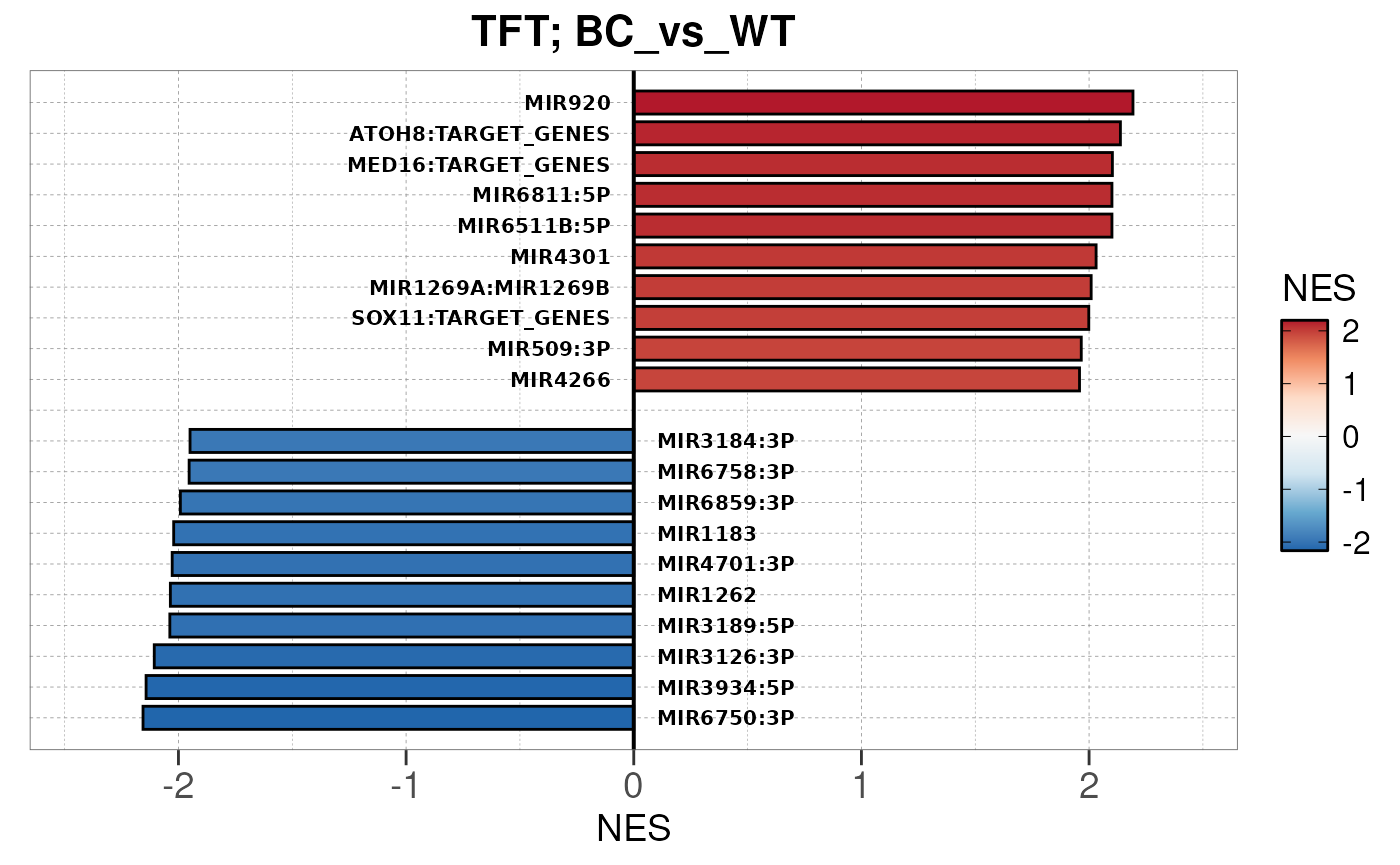 TFT; BC_vs_WT
MIR920
ATOH8:TARGET_GENES
MED16:TARGET_GENES
MIR6811:5P
MIR6511B:5P
MIR4301
MIR1269A:MIR1269B
SOX11:TARGET_GENES
MIR509:3P
MIR4266
MIR3184:3P
MIR6758:3P
MIR6859:3P
MIR1183
MIR4701:3P
MIR1262
MIR3189:5P
MIR3126:3P
MIR3934:5P
MIR6750:3P
-2 -1 0 1 2
NES
NES
2
1
0
-1
-2